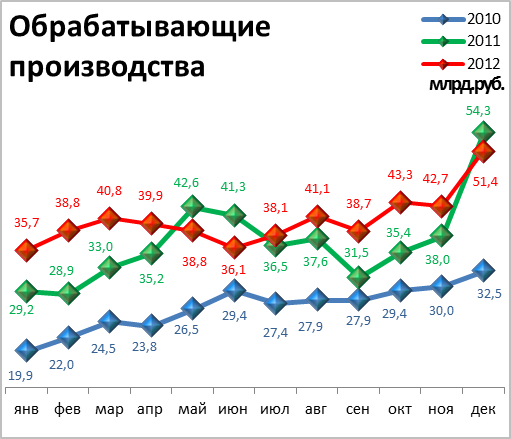 Обрабатывающие
производства
2010
2011
2012
млрд.руб.
54,3
42,6 41,3 43,3 42,7 51,4
35,7 38,8 40,8 39,9 38,1 41,1 38,7
33,0 38,8 36,1 35,4
29,2 28,9 35,2 36,5 37,6 31,5 38,0
19,9 22,0 24,5 23,8 26,5 29,4 27,4 27,9 27,9 29,4 30,0 32,5
янв фев мар апр май июн июл авг сен окт ноя дек